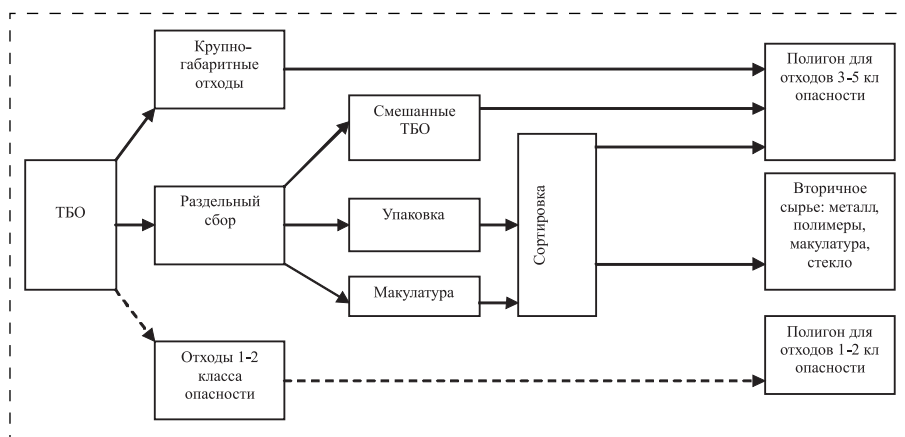 Крупно-
габаритные
отходы
Полигон для
отходов 3-5 кл
опасности
Смешанные
ТБО
ТБО
Раздельный
сбор
Упаковка
Сортировка
Вторичное
сырье: металл,
полимеры,
макулатура,
стекло
Макулатура
Отходы 1-2
класса
опасности
Полигон для
отходов 1-2 кл
опасности